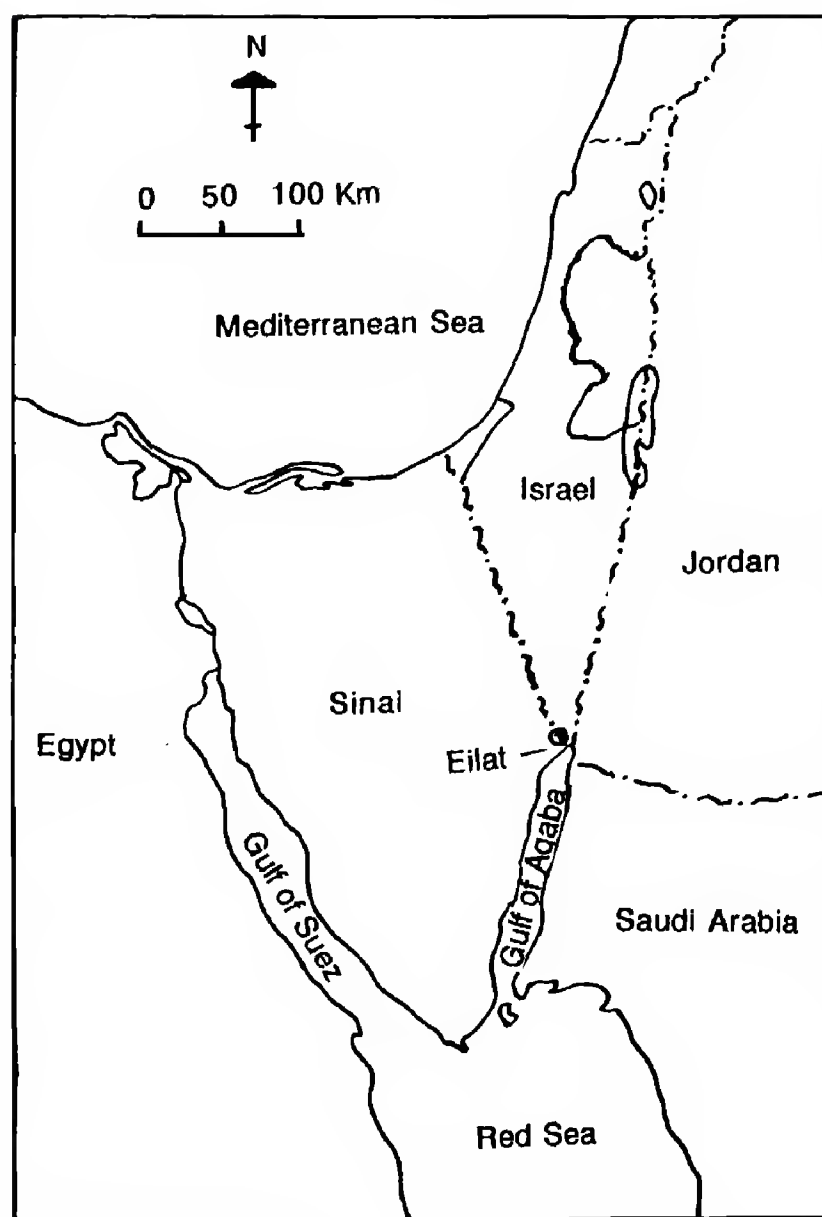 N
0 50 100 Km
Mediterranean Sea
Israel
Jordan
Sinai
Egypt
Eilat
Gulf of Aqaba
Gulf of Suez
Saudi Arabia
Red Sea